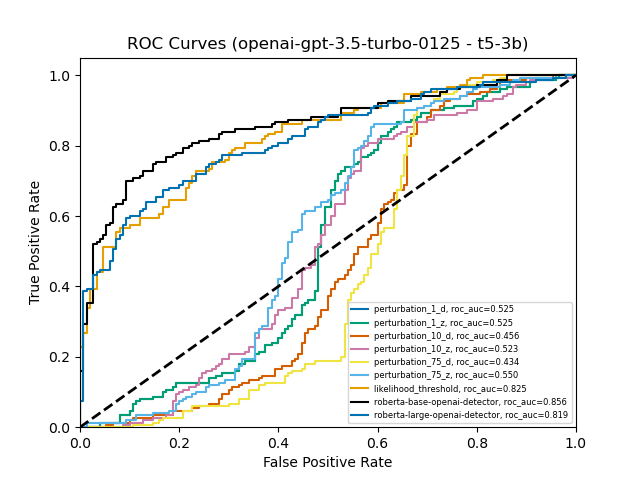 ROC Curves (openai-gpt-3.5-turbo-0125 - t5-3b)
True Positive Rate
1.0
0.8
0.6
0.4
0.2
0.0
perturbation_1_d, roc_auc=0.525
perturbation_1_z, roc_auc=0.525
perturbation_10_d, roc_auc=0.456
perturbation_10_z, roc_auc=0.523
perturbation_75_d, roc_auc=0.434
perturbation_75_z, roc_auc=0.550
likelihood_threshold, roc_auc=0.825
roberta-base-openai-detector, roc_auc=0.856
roberta-large-openai-detector, roc_auc=0.819
0.0 0.2 0.4 0.6 0.8 1.0
False Positive Rate